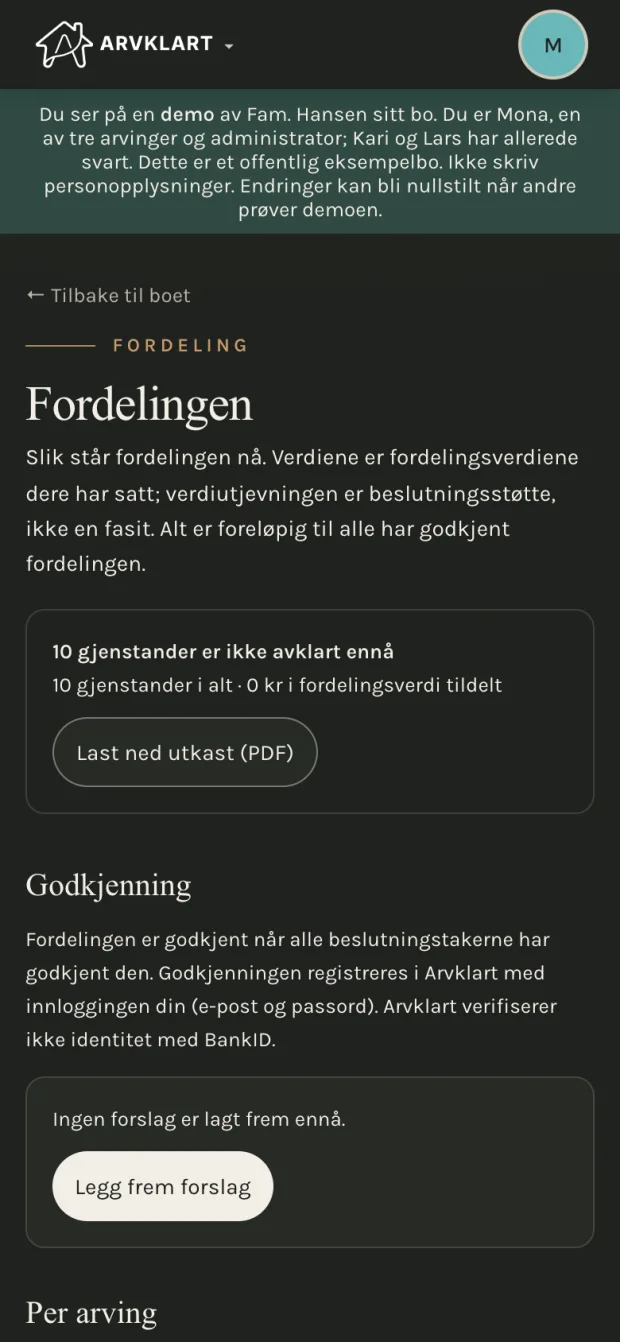 ARVKLART
M
Du ser på en demo av Fam. Hansen sitt bo. Du er Mona, en
av tre arvinger og administrator; Kari og Lars har allerede
svart. Dette er et offentlig eksempelbo. Ikke skriv
personopplysninger. Endringer kan bli nullstilt når andre
prøver demoen.
← Tilbake til boet
FORDELING
Fordelingen
Slik står fordelingen nå. Verdiene er fordelingsverdiene
dere har satt; verdiutjevningen er beslutningsstøtte,
ikke en fasit. Alt er foreløpig til alle har godkjent
fordelingen.
10 gjenstander er ikke avklart ennå
10 gjenstander i alt · 0 kr i fordelingsverdi tildelt
Last ned utkast (PDF)
Godkjenning
Fordelingen er godkjent når alle beslutningstakerne har
godkjent den. Godkjenningen registreres i Arvklart med
innloggingen din (e-post og passord). Arvklart verifiserer
ikke identitet med BankID.
Ingen forslag er lagt frem ennå.
Legg frem forslag
Per arving